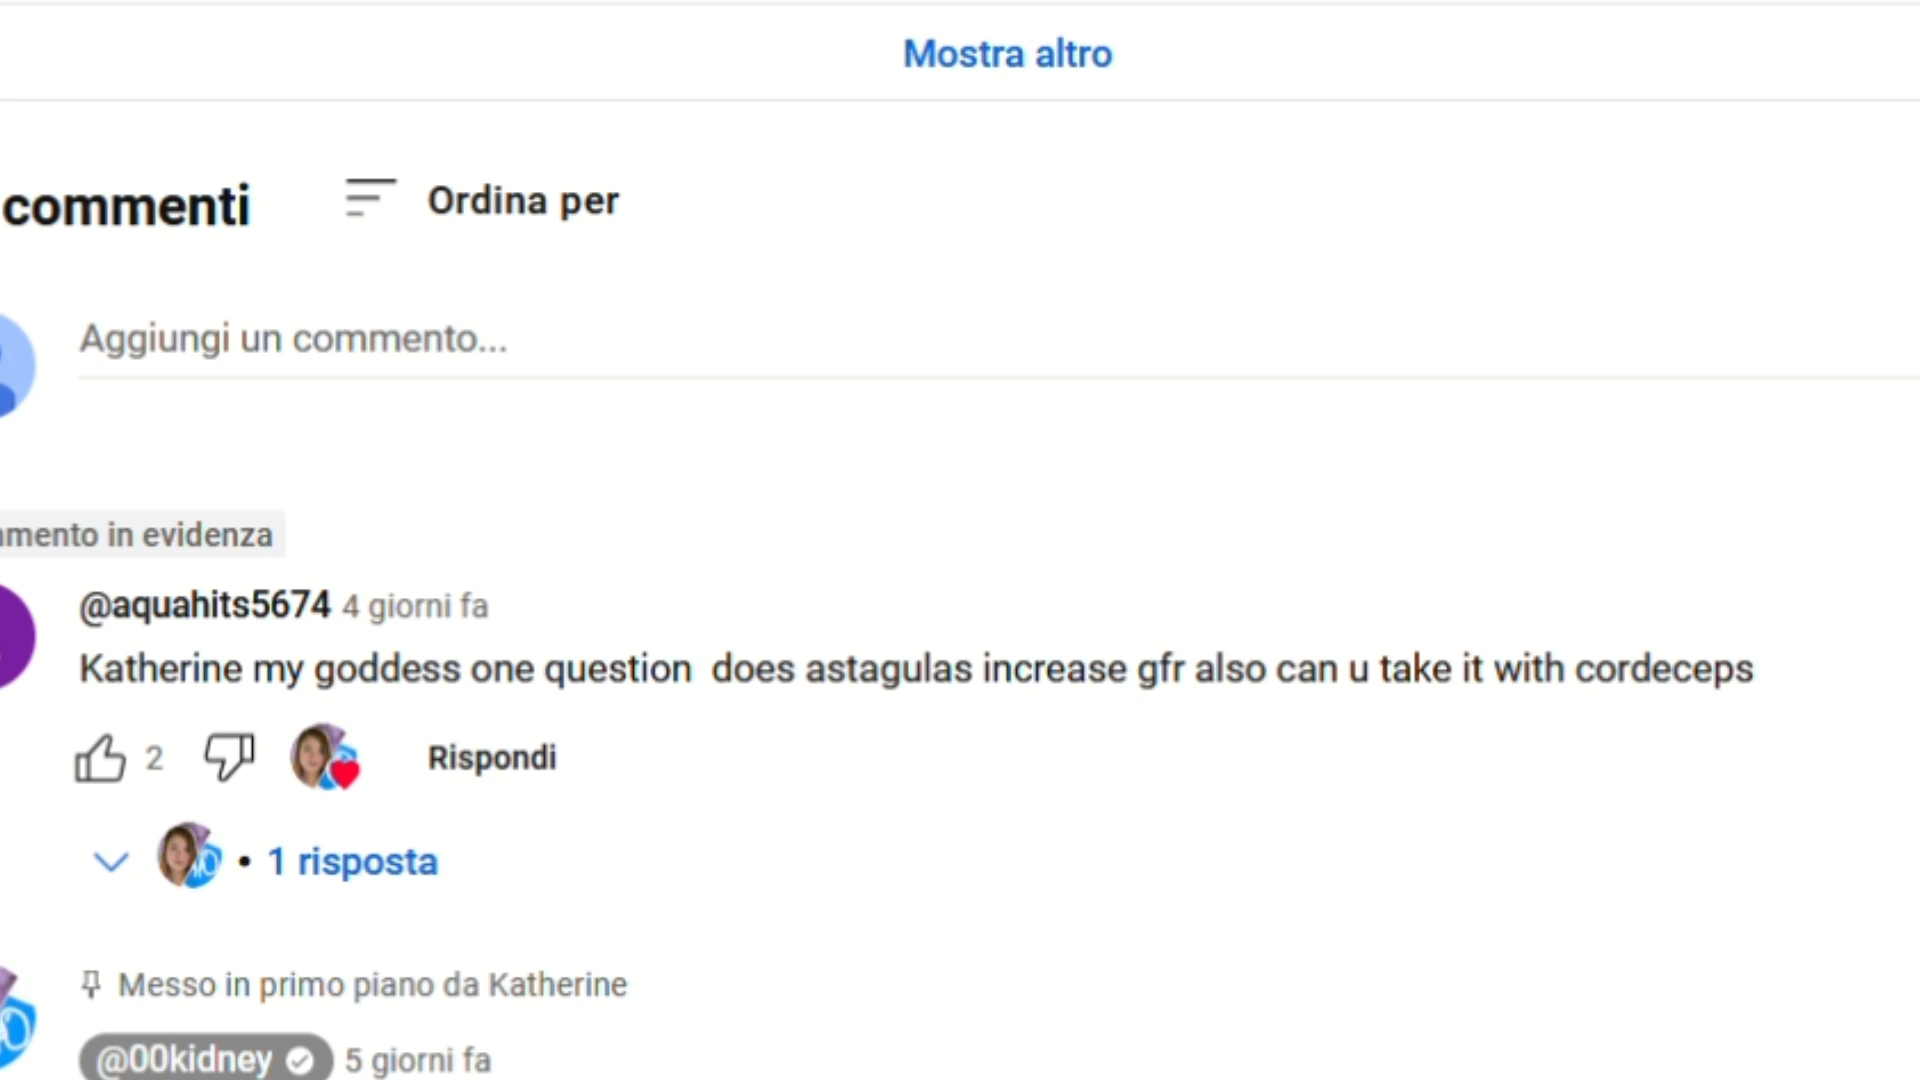 Mostra altro
commenti
Ordina per
Aggiungi un commento...
mmento in evidenza
@aquahits5674 4 giorni fa
Katherine my goddess one question does astagulas increase gfr also can u take it with cordeceps
2
Rispondi
• 1 risposta
Messo in primo piano da Katherine
@00kidney 5 giorni fa